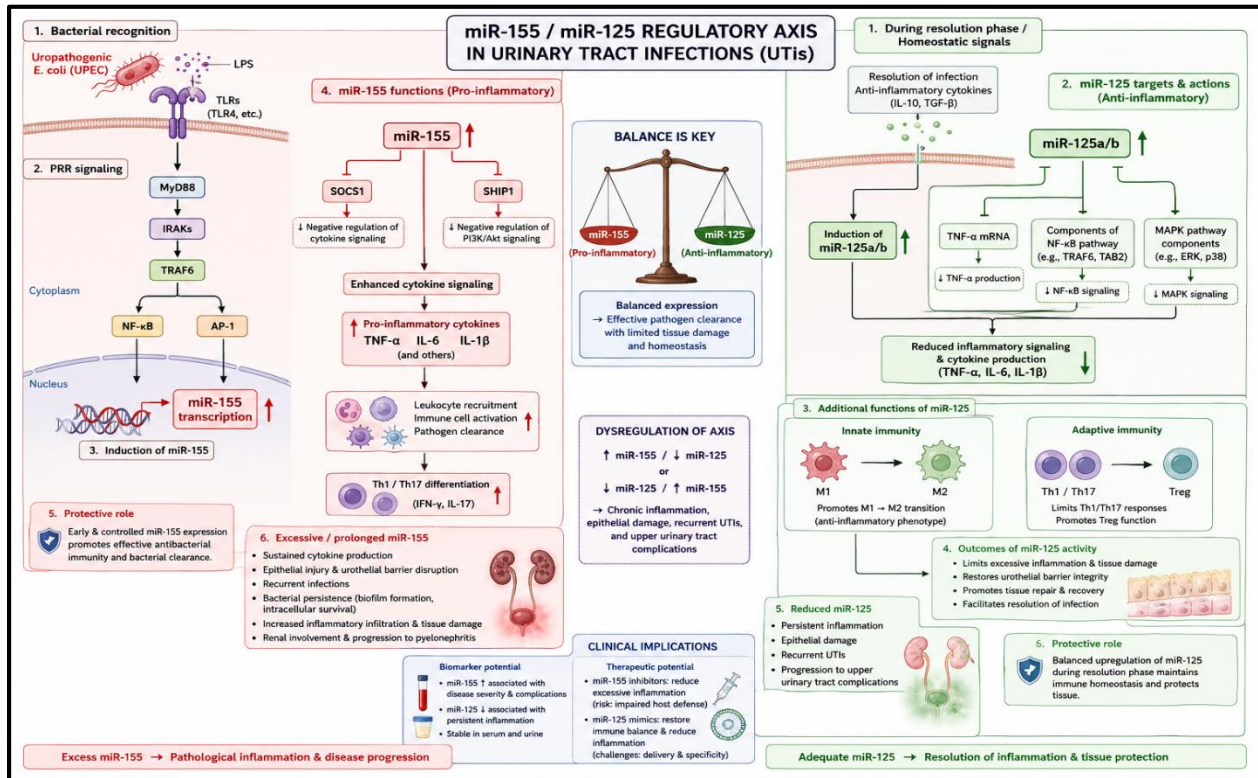 miR-155 / miR-125 REGULATORY AXIS
IN URINARY TRACT INFECTIONS (UTIs)
1. Bacterial recognition
Uropathogenic
E. coli (UPEC)
LPS
TLRs
(TLR4, etc.)
2. PRR signaling
MyD88
IRAKs
TRAF6
Cytoplasm
NF-κB
AP-1
Nucleus
miR-155
transcription
3. Induction of miR-155
4. miR-155 functions (Pro-inflammatory)
miR-155
SOCS1
SHIP1
↓ Negative regulation of
cytokine signaling
↓ Negative regulation of
PI3K/Akt signaling
Enhanced cytokine signaling
Pro-inflammatory cytokines
TNF-α IL-6 IL-1β
(and others)
Leukocyte recruitment
Immune cell activation
Pathogen clearance
Th1 / Th17 differentiation
(IFN-γ, IL-17)
5. Protective role
Early & controlled miR-155 expression
promotes effective antibacterial
immunity and bacterial clearance.
6. Excessive / prolonged miR-155
• Sustained cytokine production
• Epithelial injury & urothelial barrier disruption
• Recurrent infections
• Bacterial persistence (biofilm formation,
intracellular survival)
• Increased inflammatory infiltration & tissue damage
• Renal involvement & progression to pyelonephritis
BALANCE IS KEY
miR-155
(Pro-inflammatory)
miR-125
(Anti-inflammatory)
Balanced expression
→ Effective pathogen clearance
with limited tissue damage
and homeostasis
DYSREGULATION OF AXIS
↑ miR-155 / ↓ miR-125
or
↓ miR-125 / ↑ miR-155
→ Chronic inflammation,
epithelial damage, recurrent UTIs,
and upper urinary tract
complications
CLINICAL IMPLICATIONS
Biomarker potential
• miR-155 ↑ associated with
disease severity & complications
• miR-125 ↓ associated with
persistent inflammation
• Stable in serum and urine
Therapeutic potential
• miR-155 inhibitors: reduce
excessive inflammation
(risk: impaired host defense)
• miR-125 mimics: restore
immune balance & reduce
inflammation
(challenges: delivery & specificity)
1. During resolution phase /
Homeostatic signals
Resolution of infection
Anti-inflammatory cytokines
(IL-10, TGF-β)
Induction of
miR-125a/b
2. miR-125 targets & actions
(Anti-inflammatory)
miR-125a/b
TNF-α mRNA
↓ TNF-α production
Components of
NF-κB pathway
(e.g., TRAF6, TAB2)
↓ NF-κB signaling
MAPK pathway
components
(e.g., ERK, p38)
↓ MAPK signaling
Reduced inflammatory signaling
& cytokine production
(TNF-α, IL-6, IL-1β)
3. Additional functions of miR-125
Innate immunity
M1
M2
Promotes M1 → M2 transition
(anti-inflammatory phenotype)
Adaptive immunity
Th1 / Th17
Treg
Limits Th1/Th17 responses
Promotes Treg function
4. Outcomes of miR-125 activity
• Limits excessive inflammation & tissue damage
• Restores urothelial barrier integrity
• Promotes tissue repair & recovery
• Facilitates resolution of infection
5. Reduced miR-125
• Persistent inflammation
• Epithelial damage
• Recurrent UTIs
• Progression to upper
urinary tract complications
6. Protective role
Balanced upregulation of miR-125
during resolution phase maintains
immune homeostasis and protects
tissue.
Excess miR-155 → Pathological inflammation & disease progression
Adequate miR-125 → Resolution of inflammation & tissue protection